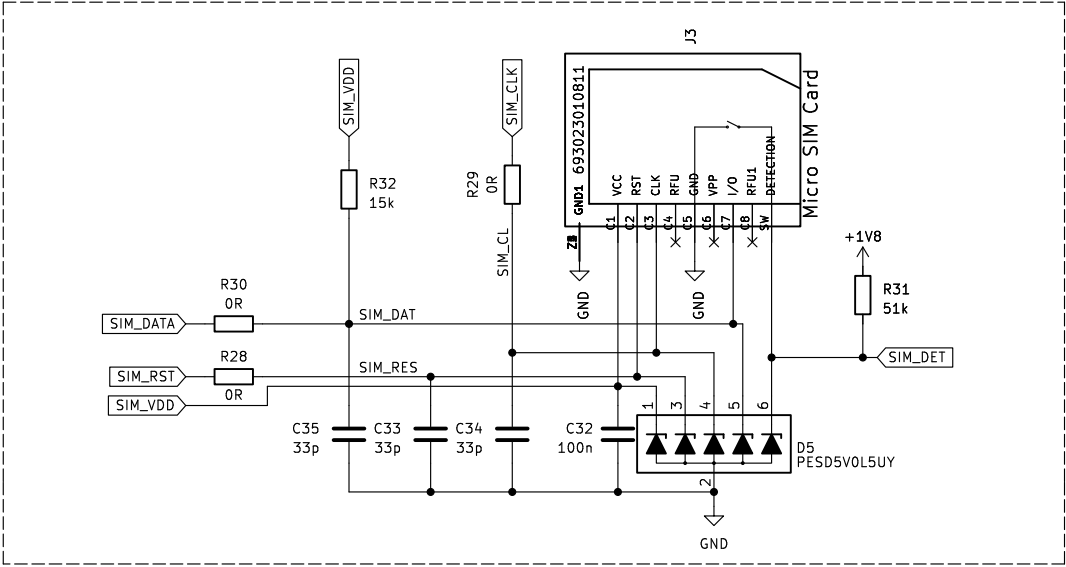 J3
SIM_VDD
SIM_CLK
693023010811
Micro SIM Card
R32
15k
R29
0R
GND1
VCC
RST
CLK
RFU
GND
VPP
I/O
RFU1
DETECTION
C1
C2
C3
C4
C5
C6
C7
C8
SW
SIM_CL
+1V8
R30
0R
GND
GND
R31
51k
SIM_DATA
SIM_DAT
SIM_DET
R28
0R
SIM_RST
SIM_RES
SIM_VDD
1
3
4
5
6
C35
33p
C33
33p
C34
33p
C32
100n
D5
PESD5V0L5UY
2
GND